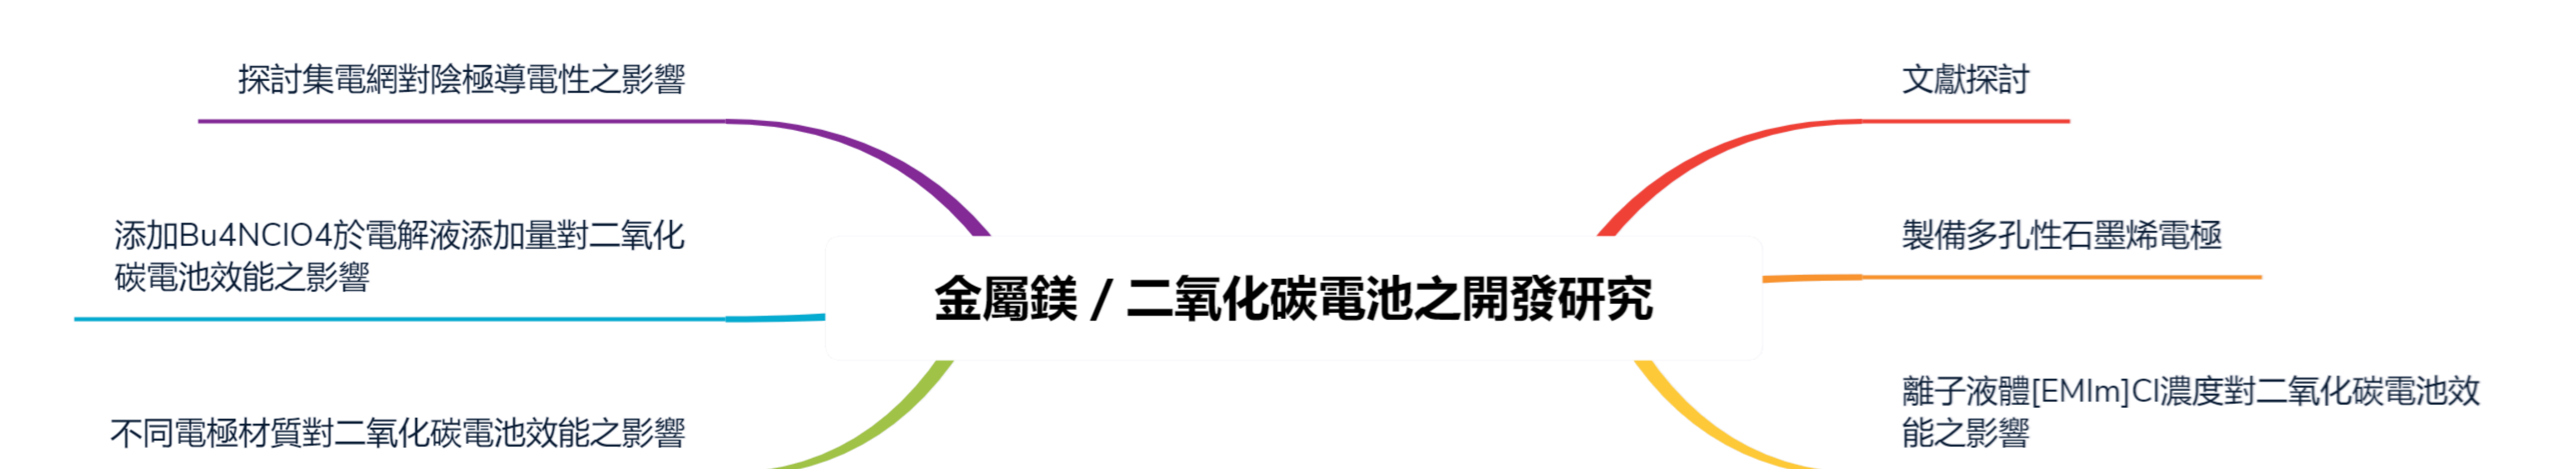 探討集電網對陰極導電性之影響
文獻探討
添加Bu4NClO4於電解液添加量對二氧化
碳電池效能之影響
製備多孔性石墨烯電極
金屬鎂 / 二氧化碳電池之開發研究
不同電極材質對二氧化碳電池效能之影響
離子液體[EMIm]Cl濃度對二氧化碳電池效
能之影響